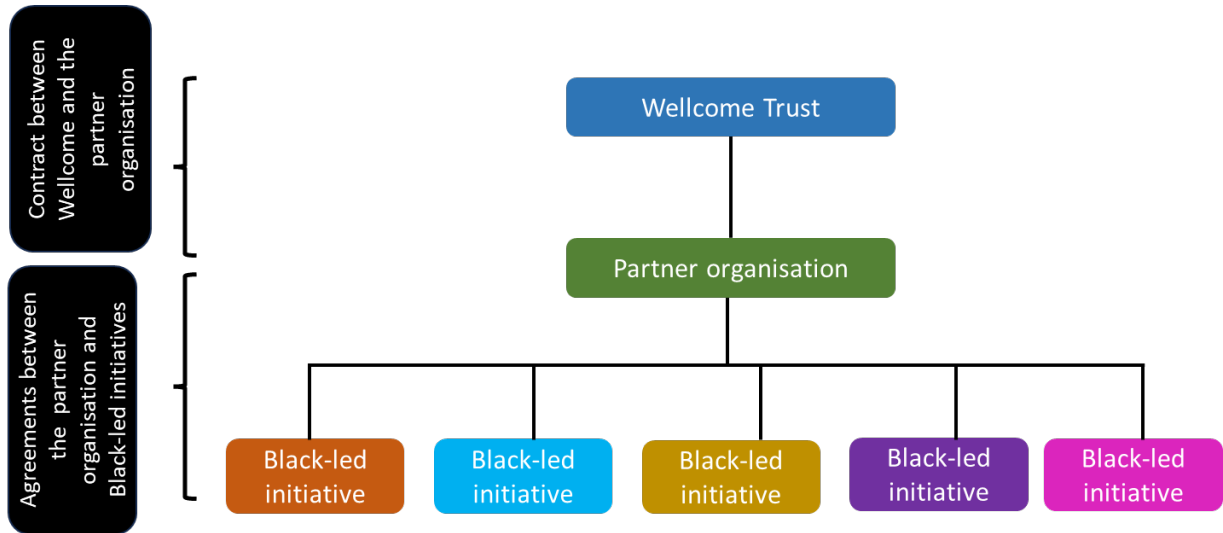 Contract between
Wellcome and the
partner
organisation
Wellcome Trust
Partner organisation
Agreements between
the partner
organisation and
Black-led initiatives
Black-led
initiative
Black-led
initiative
Black-led
initiative
Black-led
initiative
Black-led
initiative